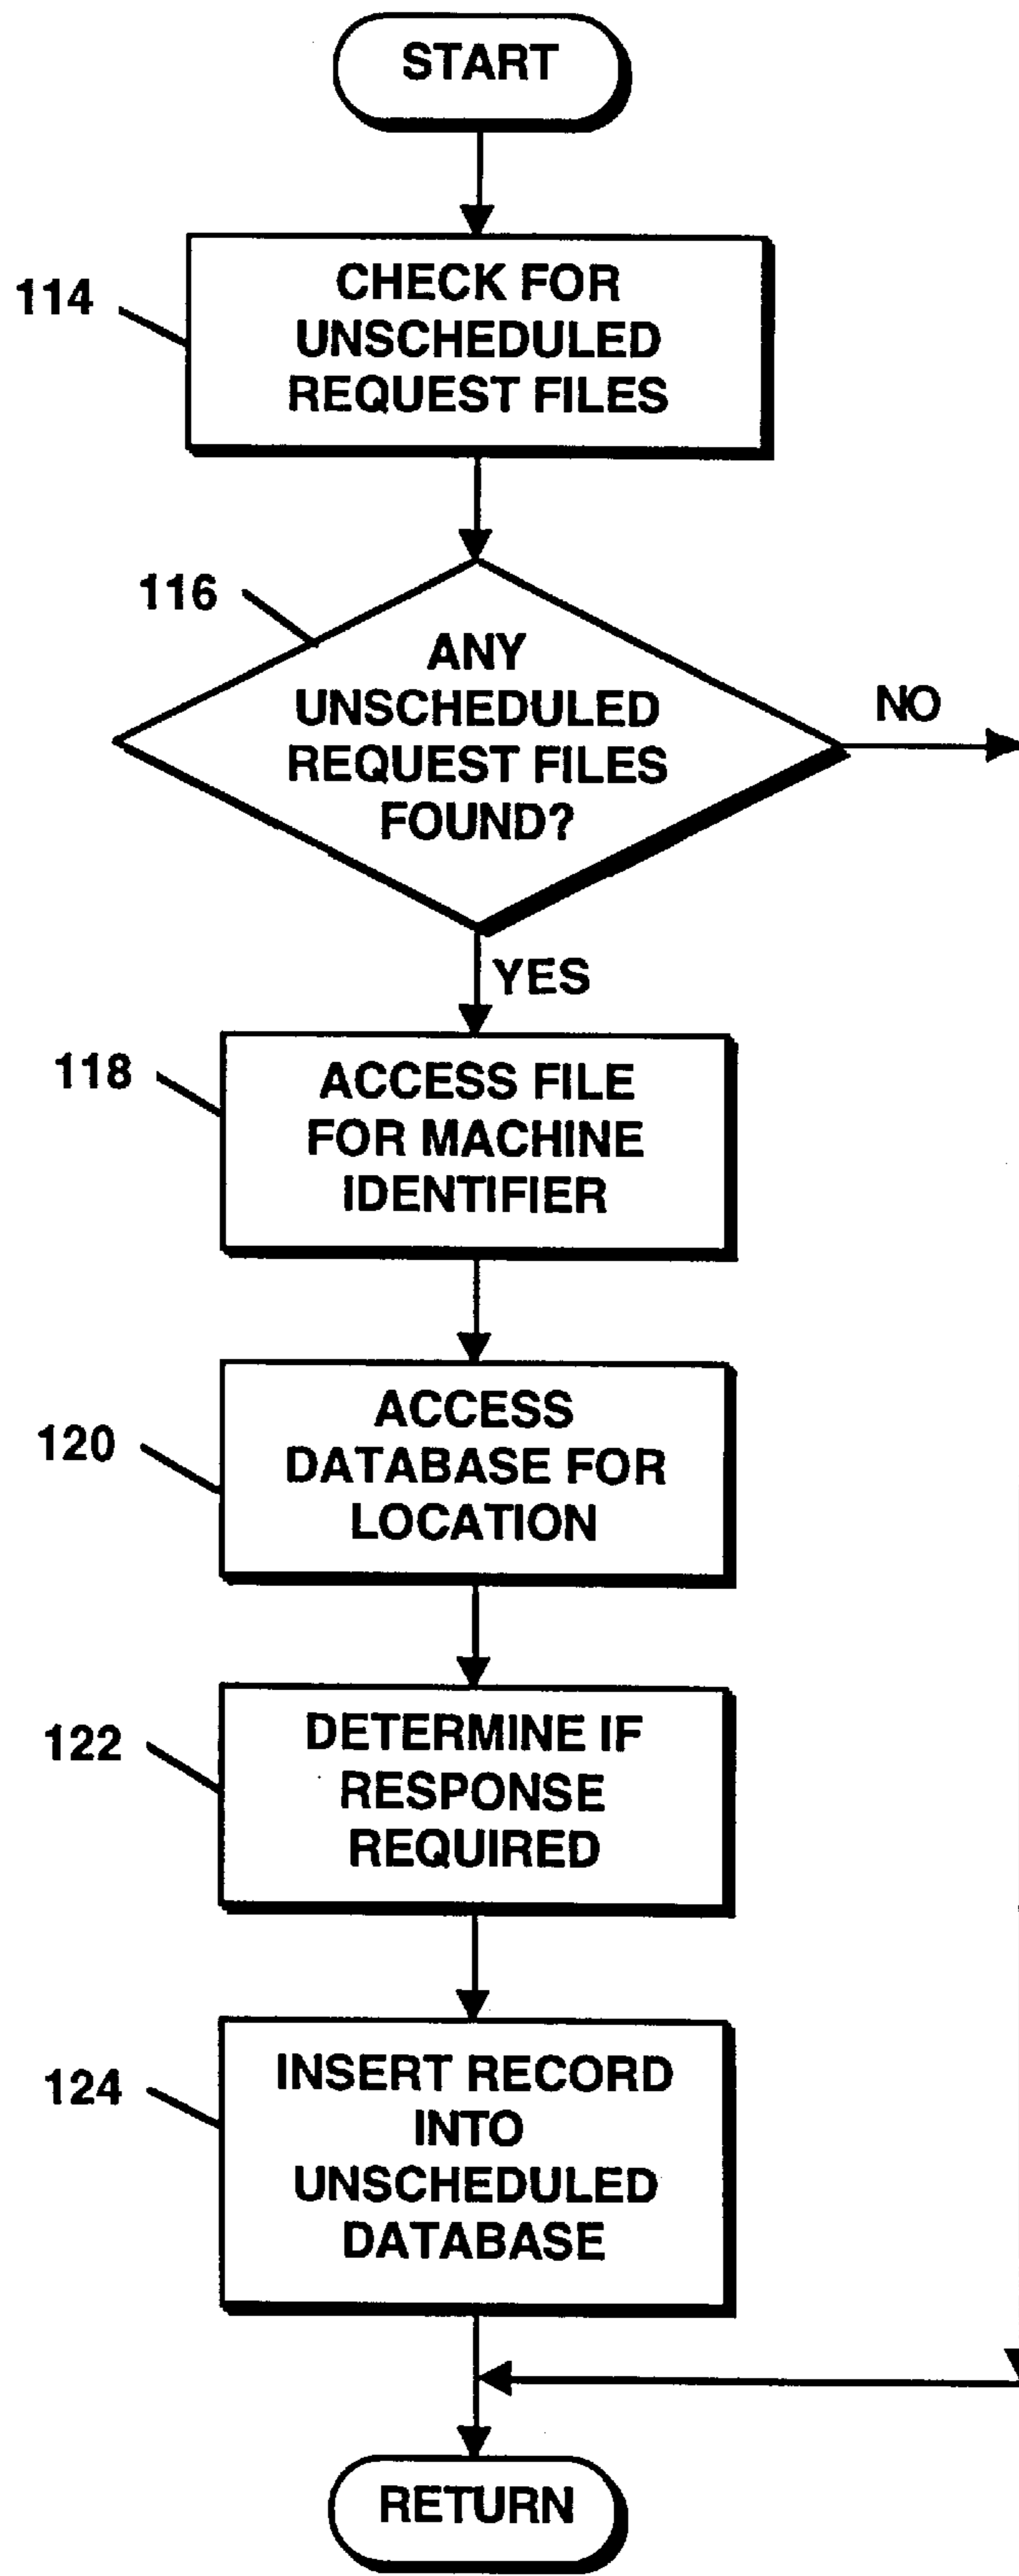 START
114
CHECK FOR
UNSCHEDULED
REQUEST FILES
116
ANY
UNSCHEDULED
REQUEST FILES
FOUND?
NO
YES
118
ACCESS FILE
FOR MACHINE
IDENTIFIER
120
ACCESS
DATABASE FOR
LOCATION
122
DETERMINE IF
RESPONSE
REQUIRED
124
INSERT RECORD
INTO
UNSCHEDULED
DATABASE
RETURN